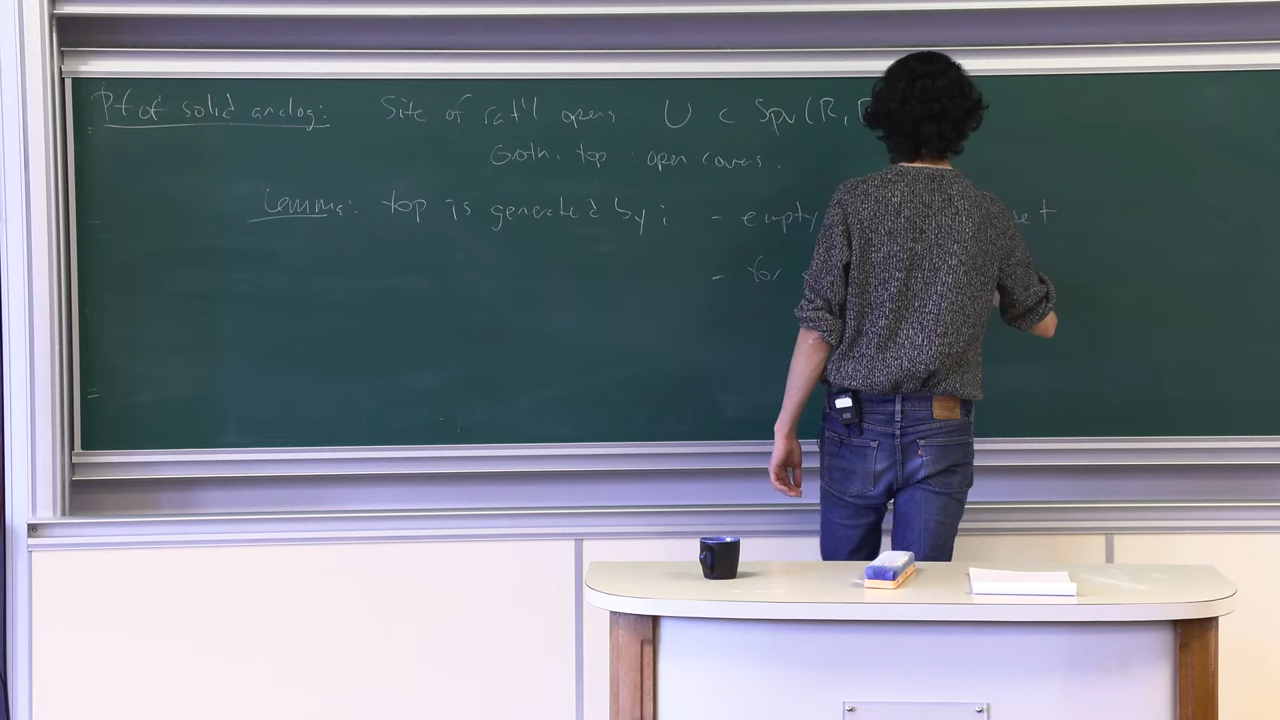 Pf of solid analog: Site of rat'l opens U ⊂ Spv(R,
Groth. top : open covers.
Lemma: top is generated by: - empty set
- for